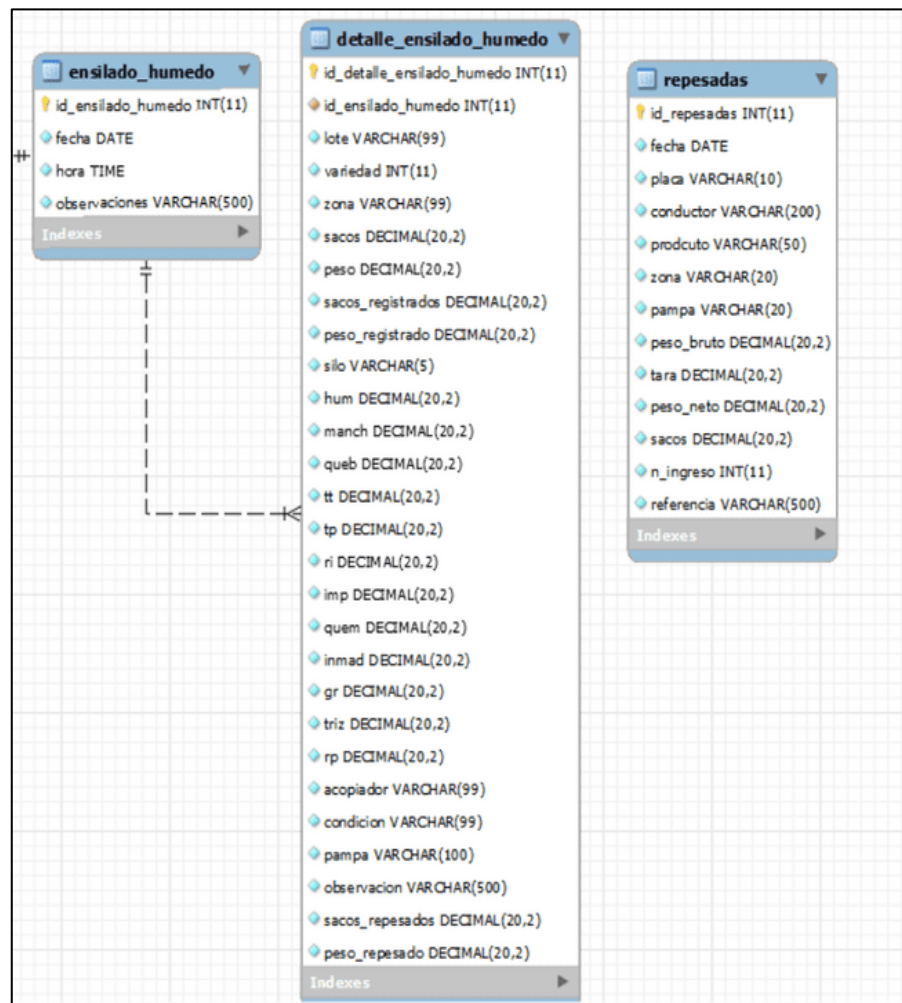 ensilado_humedo
id_ensilado_humedo INT(11)
fecha DATE
hora TIME
observaciones VARCHAR(500)
Indexes
detalle_ensilado_humedo
id_detalle_ensilado_humedo INT(11)
id_ensilado_humedo INT(11)
lote VARCHAR(99)
variedad INT(11)
zona VARCHAR(99)
sacos DECIMAL(20,2)
peso DECIMAL(20,2)
sacos_registrados DECIMAL(20,2)
peso_registrado DECIMAL(20,2)
silo VARCHAR(5)
hum DECIMAL(20,2)
manch DECIMAL(20,2)
queb DECIMAL(20,2)
tt DECIMAL(20,2)
tp DECIMAL(20,2)
ri DECIMAL(20,2)
imp DECIMAL(20,2)
quem DECIMAL(20,2)
inmad DECIMAL(20,2)
gr DECIMAL(20,2)
triz DECIMAL(20,2)
rp DECIMAL(20,2)
acopiador VARCHAR(99)
condicion VARCHAR(99)
pampa VARCHAR(100)
observacion VARCHAR(500)
sacos_repesados DECIMAL(20,2)
peso_repesado DECIMAL(20,2)
Indexes
repesadas
id_repesadas INT(11)
fecha DATE
placa VARCHAR(10)
conductor VARCHAR(200)
prodcuto VARCHAR(50)
zona VARCHAR(20)
pampa VARCHAR(20)
peso_bruto DECIMAL(20,2)
tara DECIMAL(20,2)
peso_neto DECIMAL(20,2)
sacos DECIMAL(20,2)
n_ingreso INT(11)
referencia VARCHAR(500)
Indexes